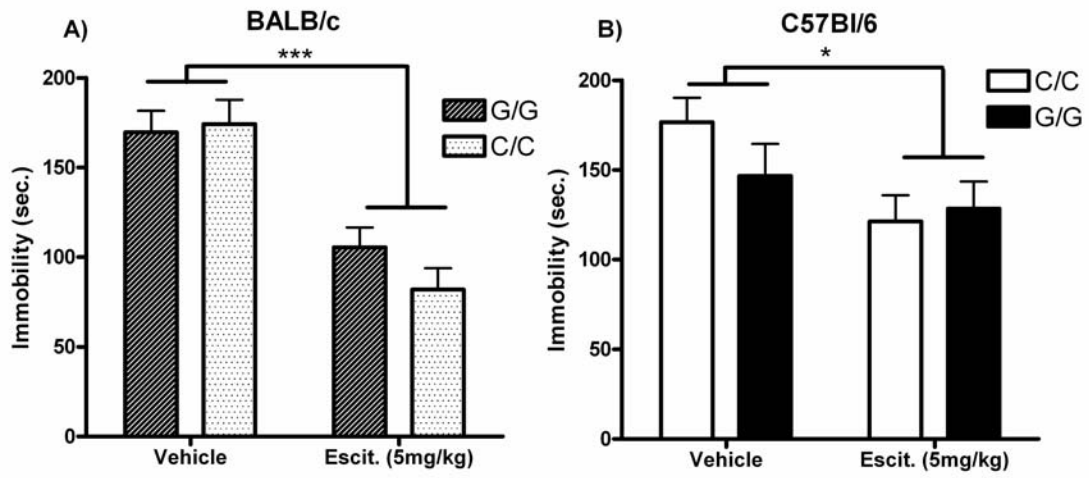 A)
BALB/c
***
200
150
100
50
0
Immobility (sec.)
G/G
C/C
Vehicle
Escit. (5mg/kg)
B)
C57Bl/6
*
200
150
100
50
0
Immobility (sec.)
C/C
G/G
Vehicle
Escit. (5mg/kg)